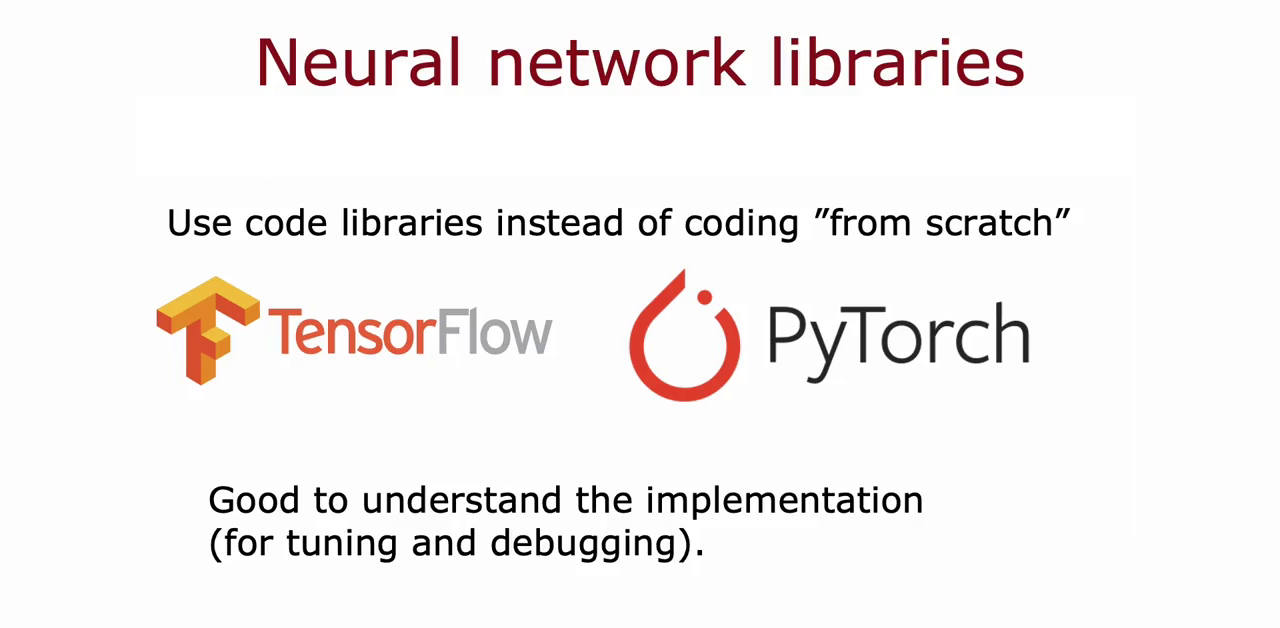 Neural network libraries
Use code libraries instead of coding ”from scratch”
TensorFlow
PyTorch
Good to understand the implementation
(for tuning and debugging).